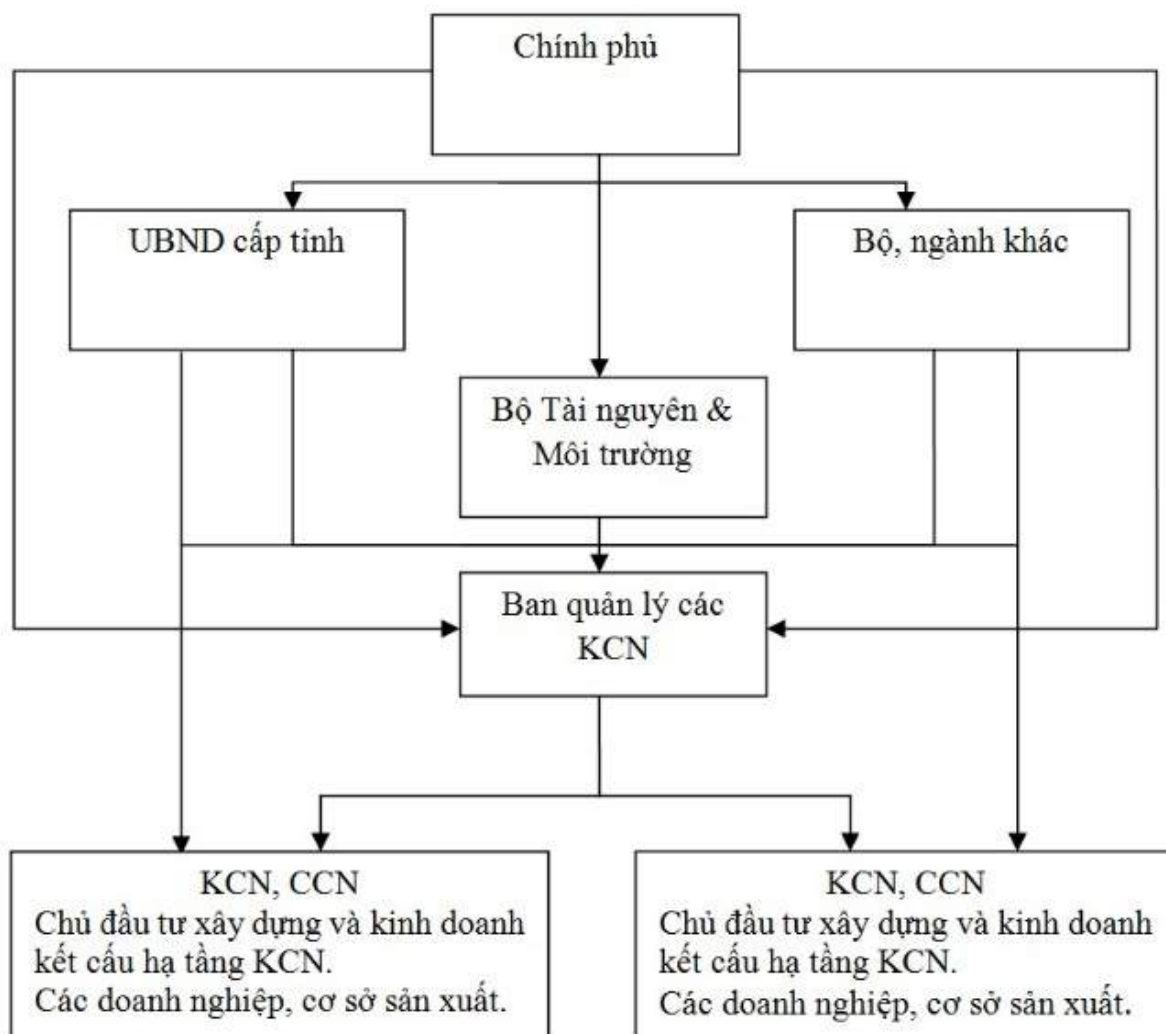 Chính phủ
UBND cấp tỉnh
Bộ, ngành khác
Bộ Tài nguyên &
Môi trường
Ban quản lý các
KCN
KCN, CCN
Chủ đầu tư xây dựng và kinh doanh
kết cấu hạ tầng KCN.
Các doanh nghiệp, cơ sở sản xuất.
KCN, CCN
Chủ đầu tư xây dựng và kinh doanh
kết cấu hạ tầng KCN.
Các doanh nghiệp, cơ sở sản xuất.